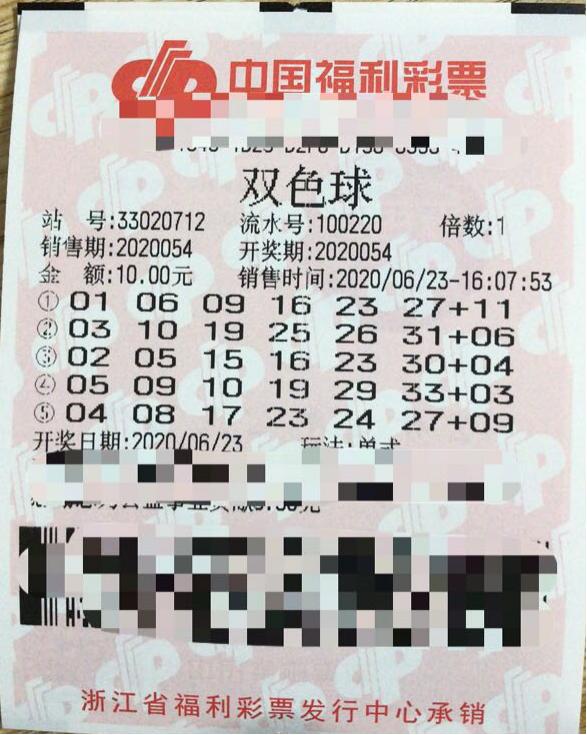 中国福利彩票
双色球
站 号:33020712 流水号:100220 倍数:1
销售期:2020054 开奖期:2020054
金 额:10.00元 销售时间:2020/06/23-16:07:53
① 01 06 09 16 23 27+11
② 03 10 19 25 26 31+06
③ 02 05 15 16 23 30+04
④ 05 09 10 19 29 33+03
⑤ 04 08 17 23 24 27+09
开奖日期:2020/06/23 玩法:单式
浙江省福利彩票发行中心承销